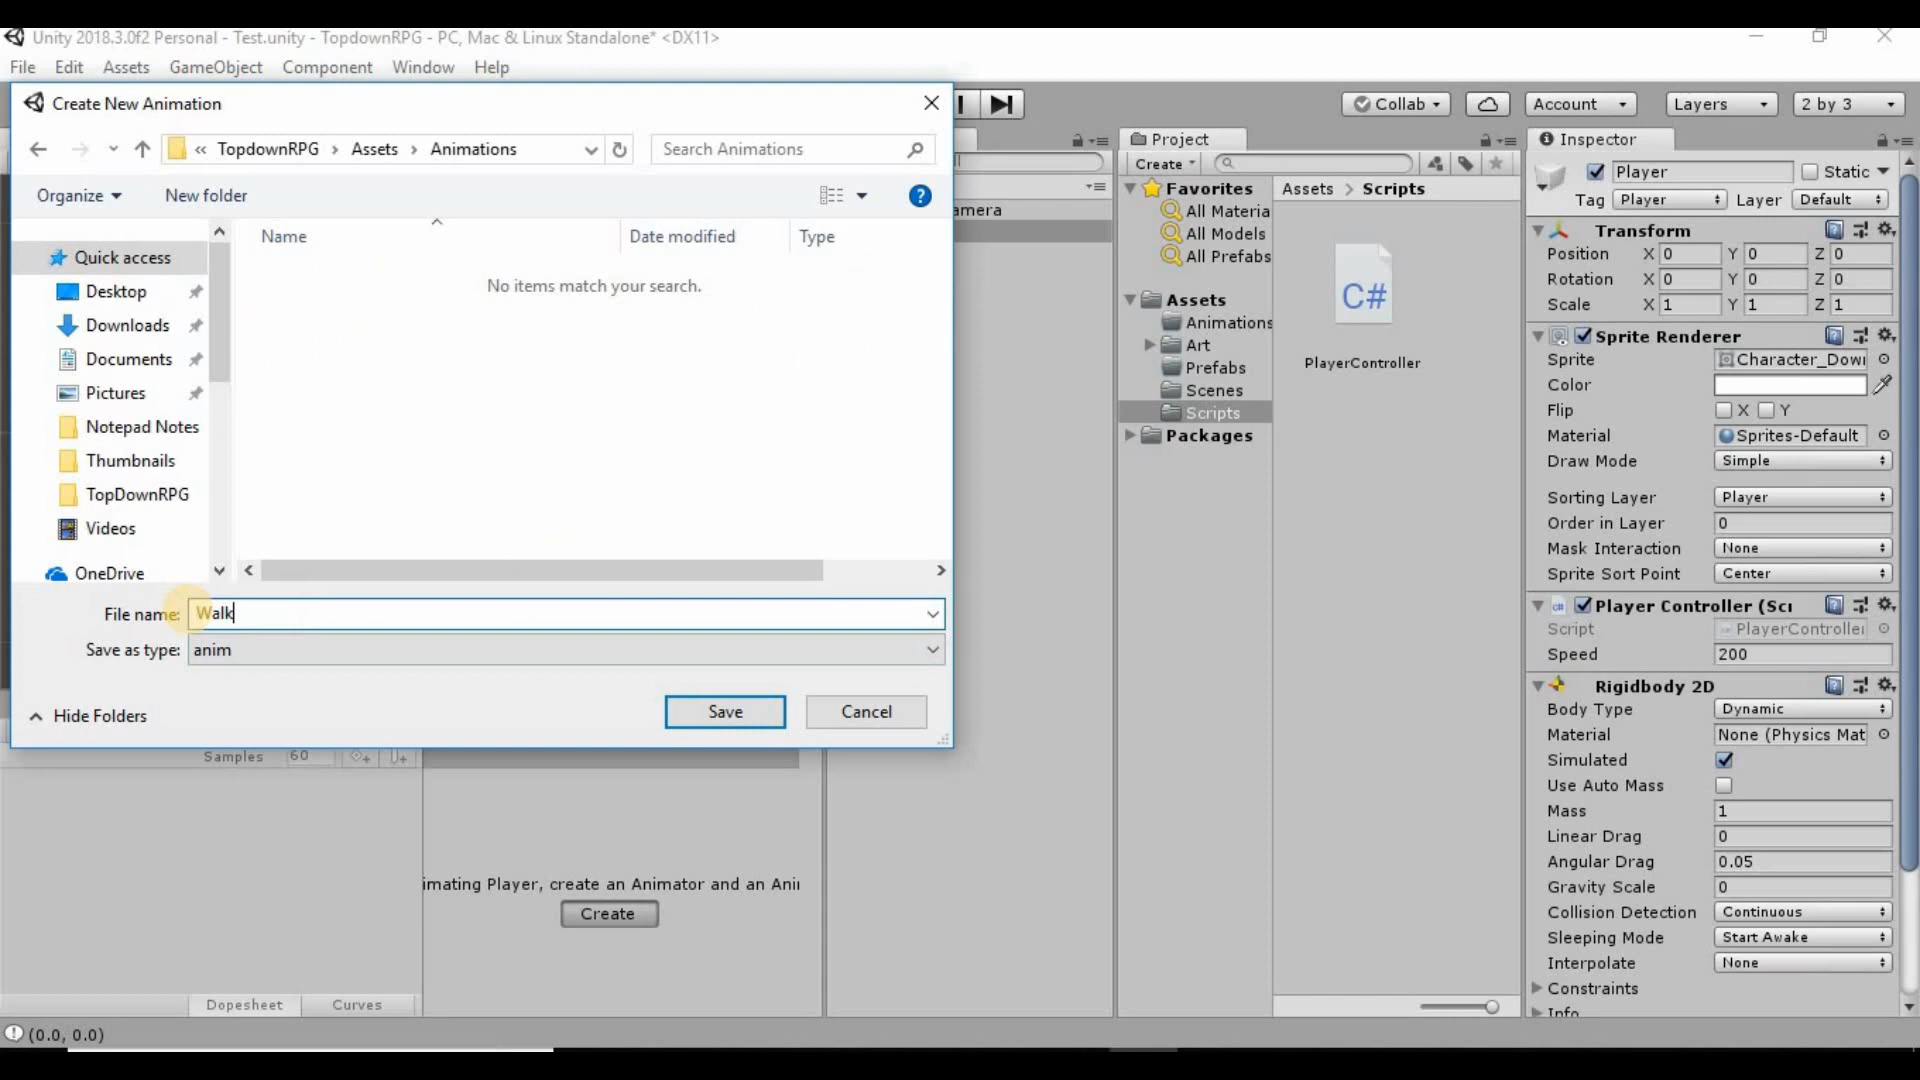 Unity 2018.3.0f2 Personal - Test.unity - TopdownRPG - PC, Mac & Linux Standalone* <DX11>
File Edit Assets GameObject Component Window Help
Create New Animation
« TopdownRPG › Assets › Animations
Search Animations
Organize New folder
Name Date modified Type
No items match your search.
Quick access
Desktop
Downloads
Documents
Pictures
Notepad Notes
Thumbnails
TopDownRPG
Videos
OneDrive
File name: Walk
Save as type: anim
Hide Folders
Save Cancel
Samples 60
imating Player, create an Animator and an Ani
Create
Dopesheet Curves
(0.0, 0.0)
amera
Collab Account Layers 2 by 3
Project
Create
Favorites
All Materia
All Models
All Prefabs
Assets
Animations
Art
Prefabs
Scenes
Scripts
Packages
Assets > Scripts
C#
PlayerController
Inspector
Player Static
Tag Player Layer Default
Transform
Position X 0 Y 0 Z 0
Rotation X 0 Y 0 Z 0
Scale X 1 Y 1 Z 1
Sprite Renderer
Sprite Character_Dow
Color
Flip X Y
Material Sprites-Default
Draw Mode Simple
Sorting Layer Player
Order in Layer 0
Mask Interaction None
Sprite Sort Point Center
Player Controller (Scr
Script PlayerController
Speed 200
Rigidbody 2D
Body Type Dynamic
Material None (Physics Mat
Simulated
Use Auto Mass
Mass 1
Linear Drag 0
Angular Drag 0.05
Gravity Scale 0
Collision Detection Continuous
Sleeping Mode Start Awake
Interpolate None
Constraints
Info